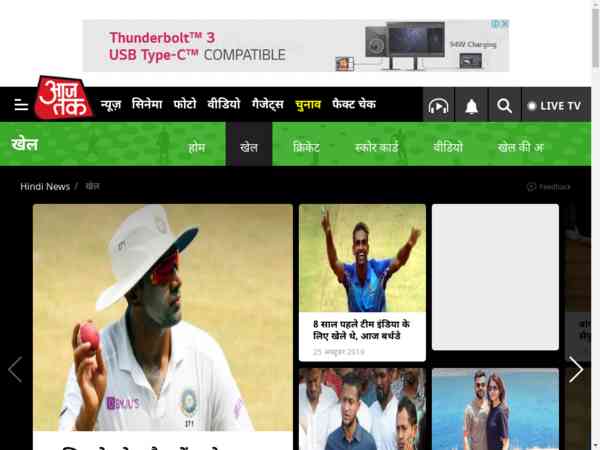 Thunderbolt™ 3
USB Type-C™ COMPATIBLE
94W Charging
आज तक
न्यूज़ सिनेमा फोटो वीडियो गैजेट्स चुनाव फैक्ट चेक
LIVE TV
खेल
होम खेल क्रिकेट स्कोर कार्ड वीडियो
Hindi News / खेल
Feedback
BYJU'S
8 साल पहले टीम इंडिया के
लिए खेले थे, आज बर्थडे
25 अक्टूबर 2019